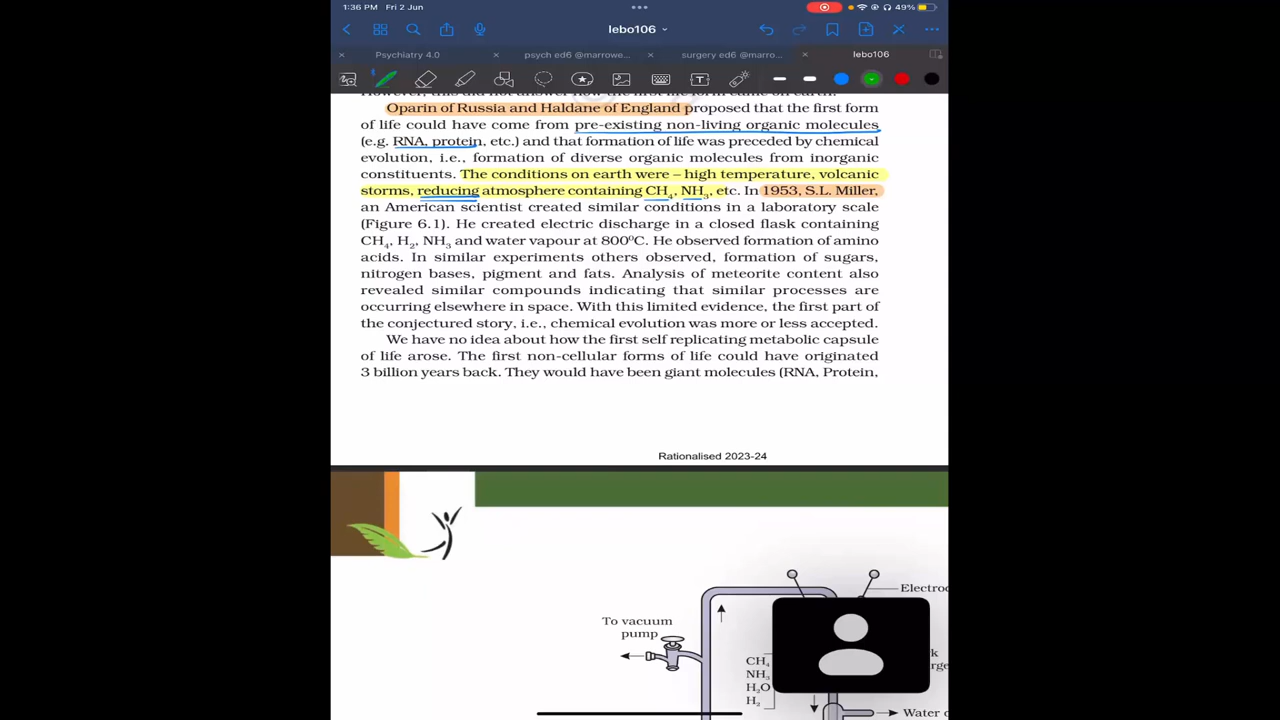 1:36 PM Fri 2 Jun
49%
lebo106
Psychiatry 4.0
psych ed6 @marrowe...
surgery ed6 @marro...
lebo106
Oparin of Russia and Haldane of England proposed that the first form
of life could have come from pre-existing non-living organic molecules
(e.g. RNA, protein, etc.) and that formation of life was preceded by chemical
evolution, i.e., formation of diverse organic molecules from inorganic
constituents. The conditions on earth were – high temperature, volcanic
storms, reducing atmosphere containing CH₄, NH₃, etc. In 1953, S.L. Miller,
an American scientist created similar conditions in a laboratory scale
(Figure 6.1). He created electric discharge in a closed flask containing
CH₄, H₂, NH₃ and water vapour at 800⁰C. He observed formation of amino
acids. In similar experiments others observed, formation of sugars,
nitrogen bases, pigment and fats. Analysis of meteorite content also
revealed similar compounds indicating that similar processes are
occurring elsewhere in space. With this limited evidence, the first part of
the conjectured story, i.e., chemical evolution was more or less accepted.
We have no idea about how the first self replicating metabolic capsule
of life arose. The first non-cellular forms of life could have originated
3 billion years back. They would have been giant molecules (RNA, Protein,
Rationalised 2023-24
Electrod
To vacuum
pump
CH₄
NH₃
H₂O
H₂
Water